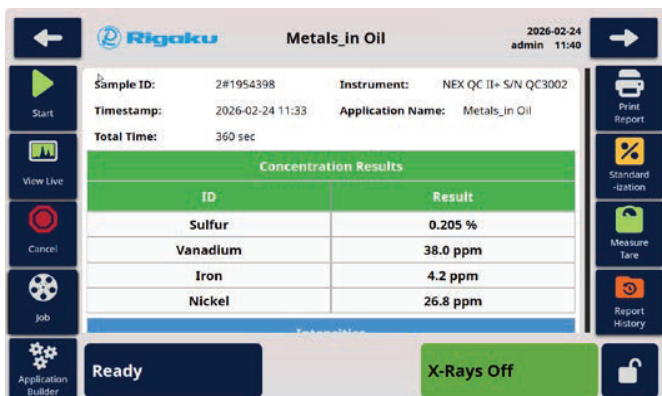 Rigaku
Metals_in Oil
2026-02-24
admin 11:40
Start
View Live
Cancel
Job
Application
Builder
Sample ID: 2#1954398 Instrument: NEX QC II+ S/N QC3002
Timestamp: 2026-02-24 11:33 Application Name: Metals_in Oil
Total Time: 360 sec
Concentration Results
ID Result
Sulfur 0.205 %
Vanadium 38.0 ppm
Iron 4.2 ppm
Nickel 26.8 ppm
Intensities
Print
Report
Standard
-ization
Measure
Tare
Report
History
Ready
X-Rays Off